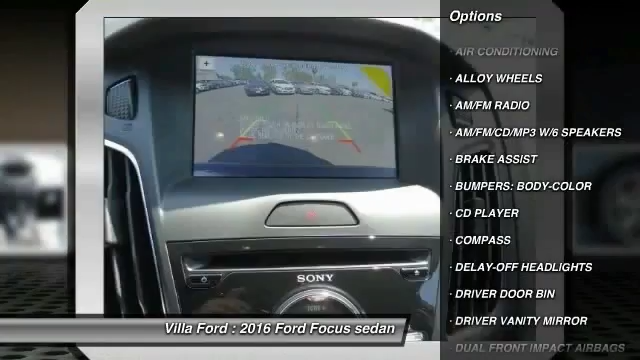 Options
AIR CONDITIONING
ALLOY WHEELS
AM/FM RADIO
AM/FM/CD/MP3 W/6 SPEAKERS
BRAKE ASSIST
BUMPERS: BODY-COLOR
CD PLAYER
COMPASS
DELAY-OFF HEADLIGHTS
DRIVER DOOR BIN
DRIVER VANITY MIRROR
DUAL FRONT IMPACT AIRBAGS
SONY
Villa Ford : 2016 Ford Focus sedan